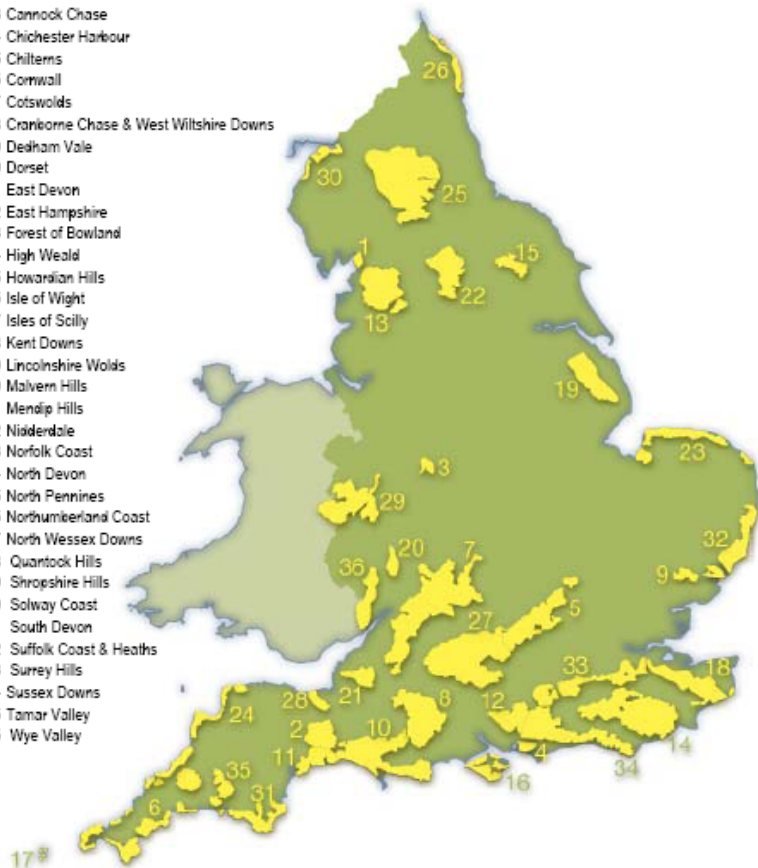 Cannock Chase
Chichester Harbour
Chilterns
Cornwall
Cotswolds
Cranborne Chase & West Wiltshire Downs
Dedham Vale
Dorset
East Devon
East Hampshire
Forest of Bowland
High Weald
Howardian Hills
Isle of Wight
Isles of Scilly
Kent Downs
Lincolnshire Wolds
Malvern Hills
Mendip Hills
Nidderdale
Norfolk Coast
North Devon
North Pennines
Northumberland Coast
North Wessex Downs
Quantock Hills
Shropshire Hills
Solway Coast
South Devon
Suffolk Coast & Heaths
Surrey Hills
Sussex Downs
Tamar Valley
Wye Valley
26
30
25
1
15
22
13
19
23
3
29
32
20
7
36
9
27
5
33
18
21
28
24
8
12
2
10
14
11
4
34
16
35
31
6
17